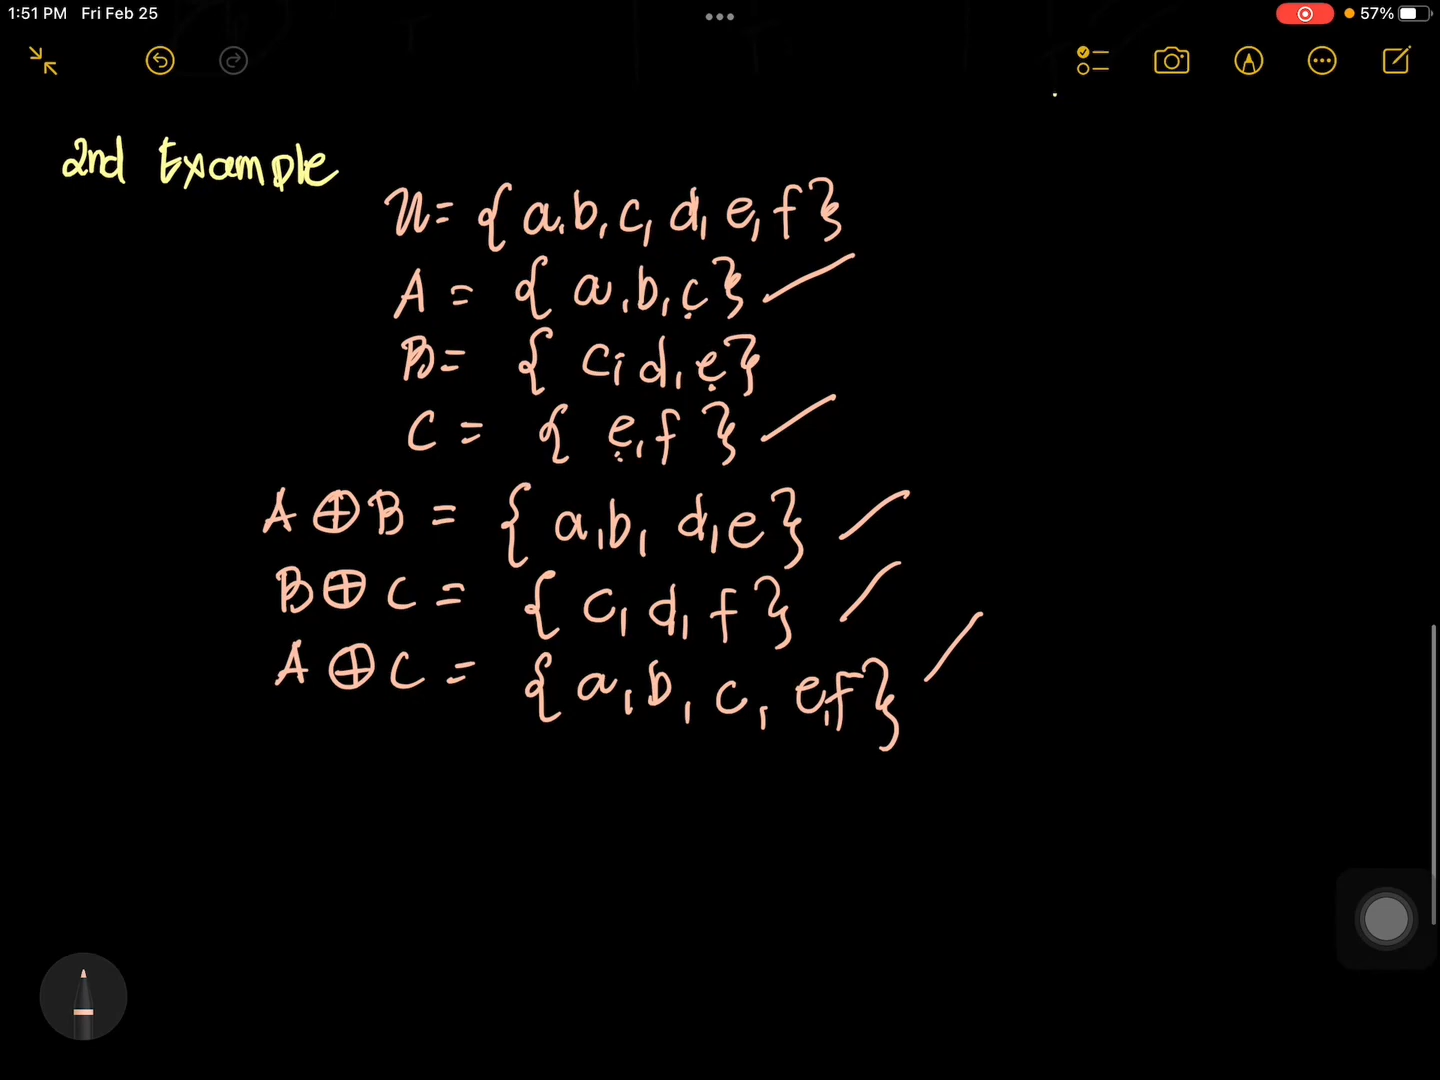 1:51 PM Fri Feb 25
57%
2nd Example
U= {a,b,c,d,e,f}
A = {a,b,c}
B= {c,d,e}
C = {e,f}
A⊕B = {a,b,d,e}
B⊕C = {c,d,f}
A⊕C = {a,b,c,e,f}